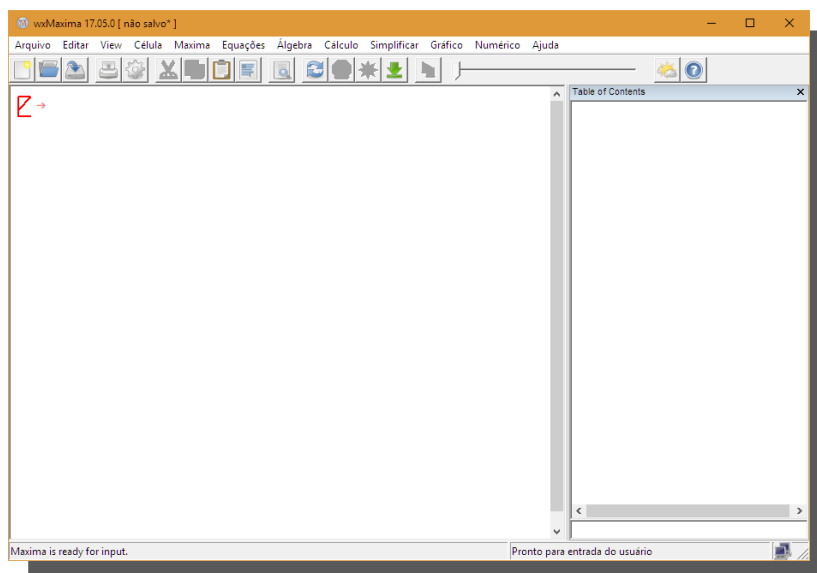 wxMaxima 17.05.0 [ não salvo* ]
Arquivo Editar View Célula Maxima Equações Álgebra Cálculo Simplificar Gráfico Numérico Ajuda
Table of Contents
Maxima is ready for input.
Pronto para entrada do usuário